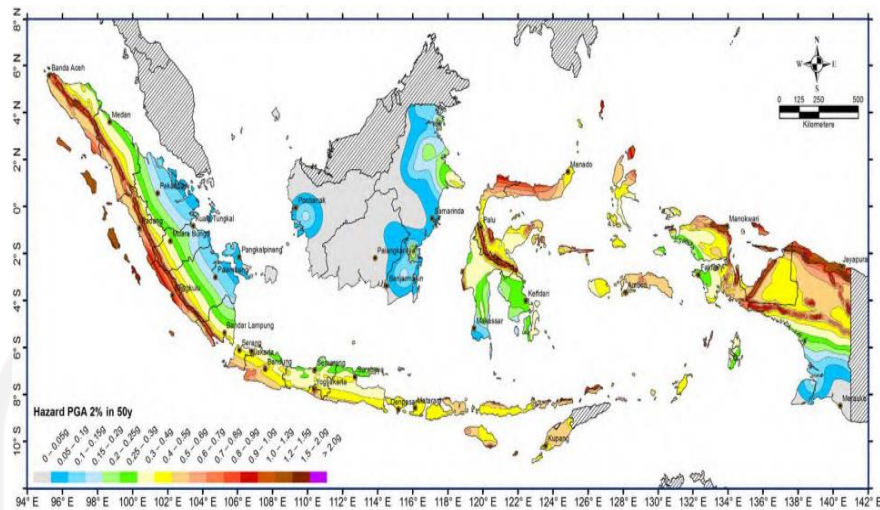 8° N
6° N
4° N
2° N
0°
2° S
4° S
6° S
8° S
10° S
Banda Aceh
Medan
Pekanbaru
Kuala Tungkal
Padang
Muara Bungo
Pangkalpinang
Palembang
Bengkulu
Bandar Lampung
Serang
Jakarta
Bandung
Semarang
Surabaya
Yogjakarta
Denpasar
Mataram
Kupang
Pontianak
Palangkaraya
Banjarmasin
Samarinda
Palu
Manado
Makassar
Kendari
Ambon
Manokwari
Fakfak
Jayapura
Merauke
N
W
E
S
0 125 250 500
Kilometers
Hazard PGA 2% in 50y
0 – 0.05g
0.05 – 0.1g
0.1 – 0.15g
0.15 – 0.2g
0.2 – 0.25g
0.25 – 0.3g
0.3 – 0.4g
0.4 – 0.5g
0.5 – 0.6g
0.6 – 0.7g
0.7 – 0.8g
0.8 – 0.9g
0.9 – 1.0g
1.0 – 1.2g
1.2 – 1.5g
1.5 – 2.0g
> 2.0g
94° E 96° E 98° E 100° E 102° E 104° E 106° E 108° E 110° E 112° E 114° E 116° E 118° E 120° E 122° E 124° E 126° E 128° E 130° E 132° E 134° E 136° E 138° E 140° E 142° E